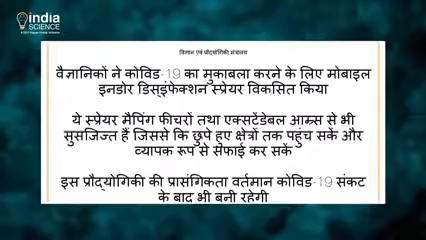 india
SCIENCE
विज्ञान एवं प्रौद्योगिकी मंत्रालय
वैज्ञानिकों ने कोविड-19 का मुकाबला करने के लिए मोबाइल
इनडोर डिस्इंफेक्शन स्प्रेयर विकसित किया
ये स्प्रेयर मैपिंग फीचरों तथा एक्सटेंडेबल आर्म्स से भी
सुसज्जित हैं जिससे कि छुपे हुए क्षेत्रों तक पहुंच सकें और
व्यापक रूप से सफाई कर सकें
इस प्रौद्योगिकी की प्रासंगिकता वर्तमान कोविड-19 संकट
के बाद भी बनी रहेगी